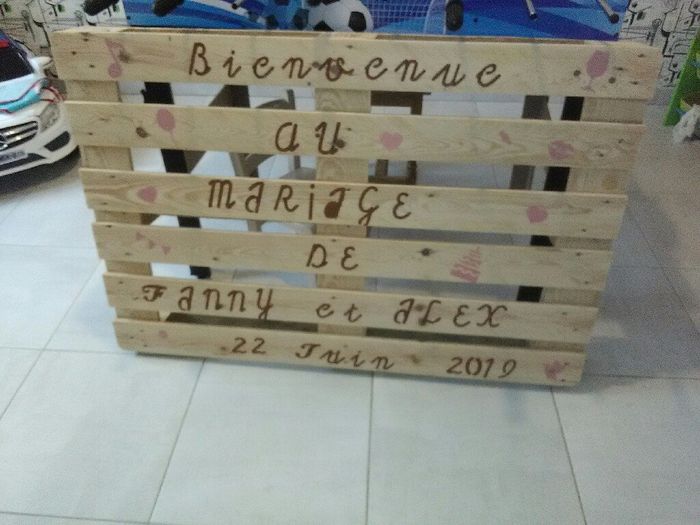 Bienvenue
AU
MARiAGE
DE
FANNY et ALEX
22 Juin 2019